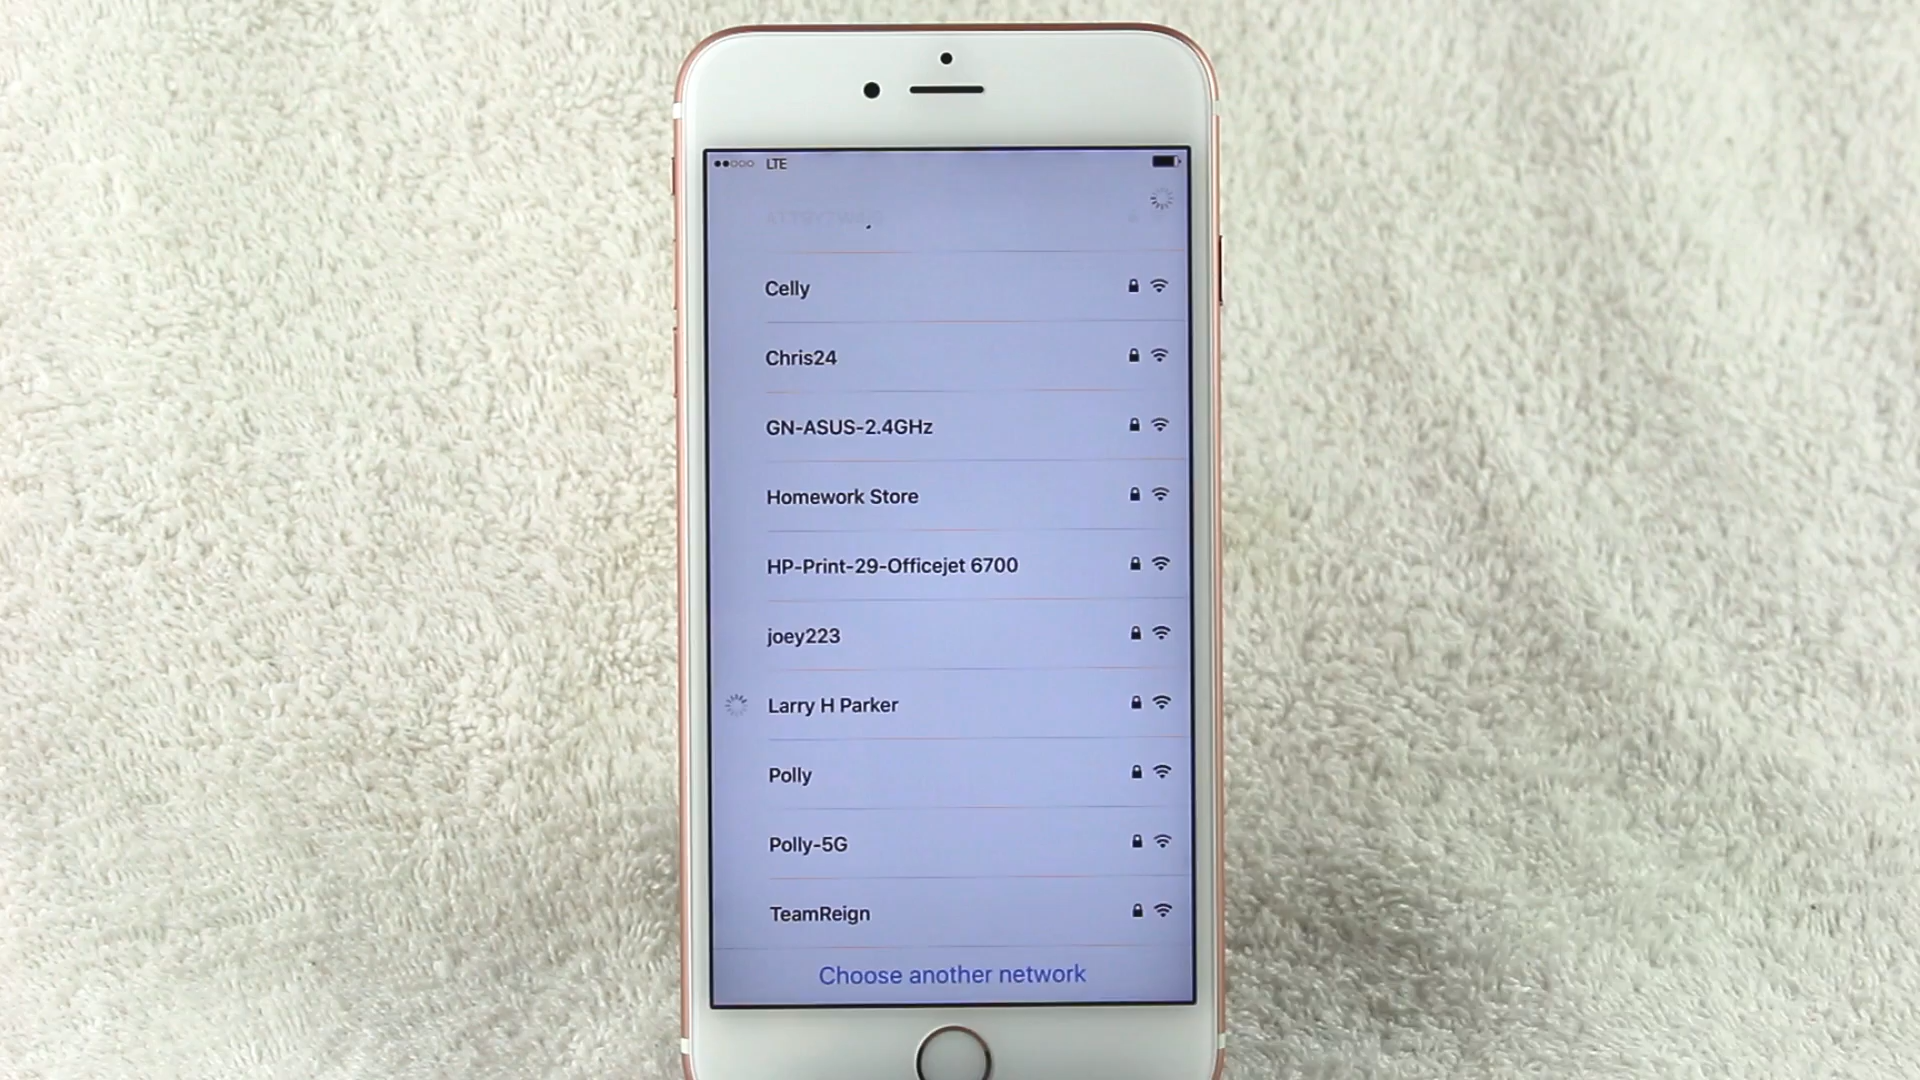 LTE
Celly
Chris24
GN-ASUS-2.4GHz
Homework Store
HP-Print-29-Officejet 6700
joey223
Larry H Parker
Polly
Polly-5G
TeamReign
Choose another network